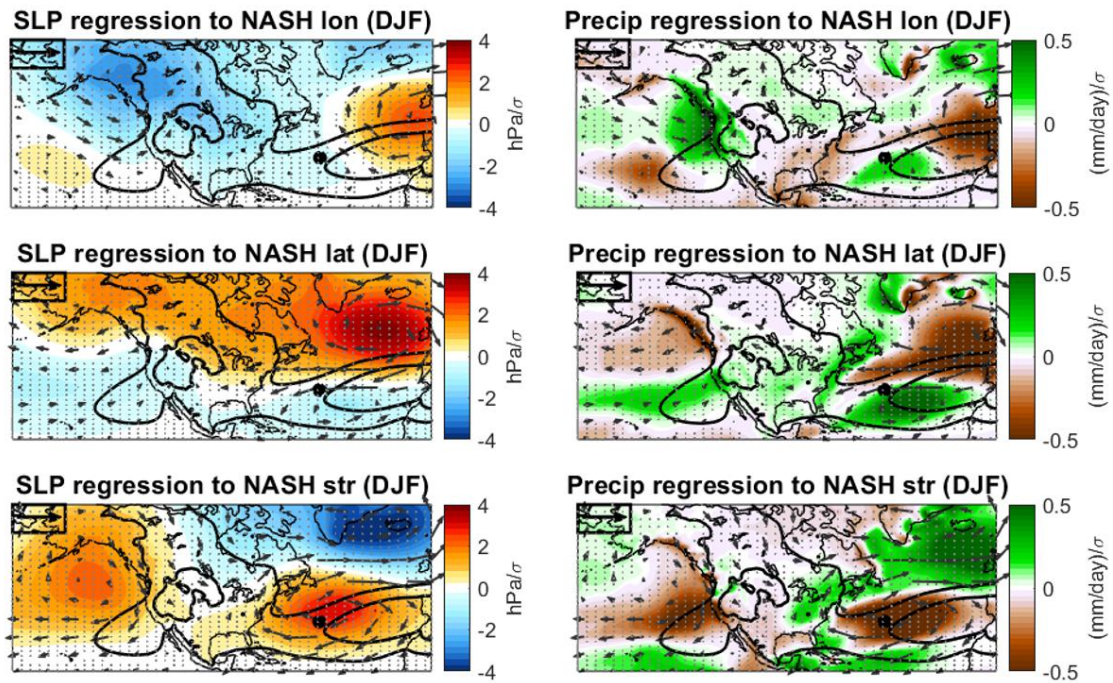 SLP regression to NASH lon (DJF)
4
2
0
-2
-4
hPa/σ
Precip regression to NASH lon (DJF)
0.5
0
-0.5
(mm/day)/σ
SLP regression to NASH lat (DJF)
4
2
0
-2
-4
hPa/σ
Precip regression to NASH lat (DJF)
0.5
0
-0.5
(mm/day)/σ
SLP regression to NASH str (DJF)
4
2
0
-2
-4
hPa/σ
Precip regression to NASH str (DJF)
0.5
0
-0.5
(mm/day)/σ